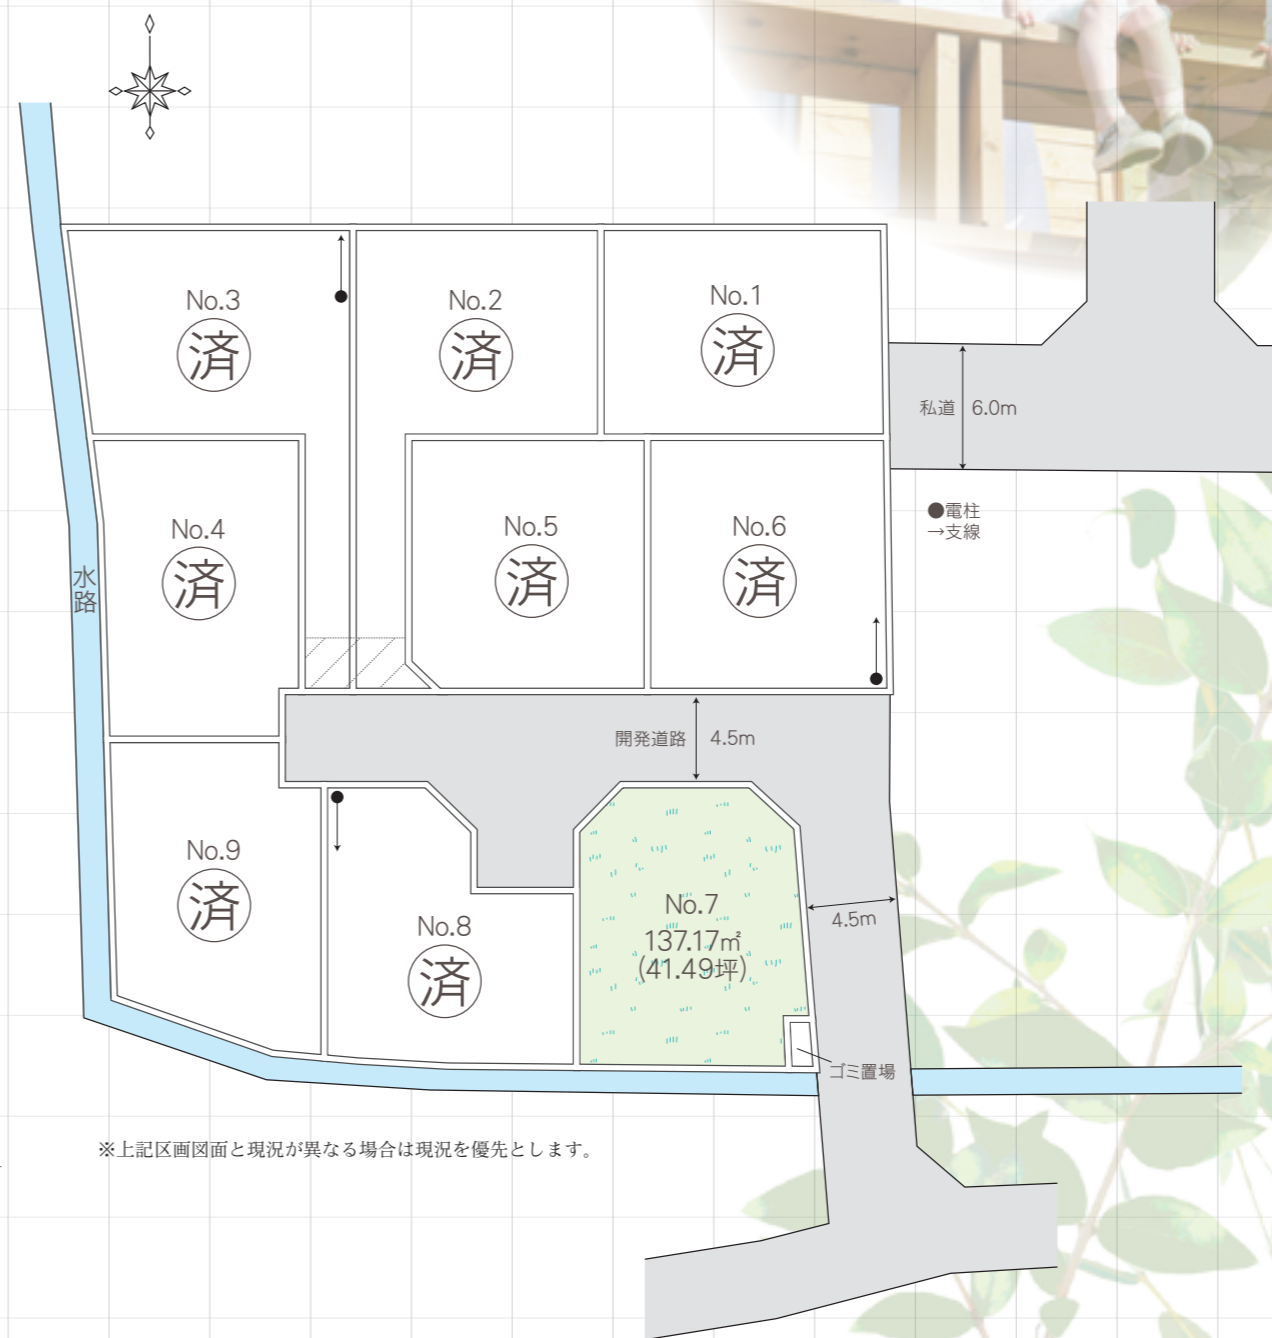 No.3
済
No.2
済
No.1
済
私道 6.0m
●電柱
→支線
No.4
済
No.5
済
No.6
済
水路
開発道路 4.5m
No.9
済
No.8
済
No.7
137.17㎡
(41.49坪)
4.5m
ゴミ置場
※上記区画図面と現況が異なる場合は現況を優先とします。